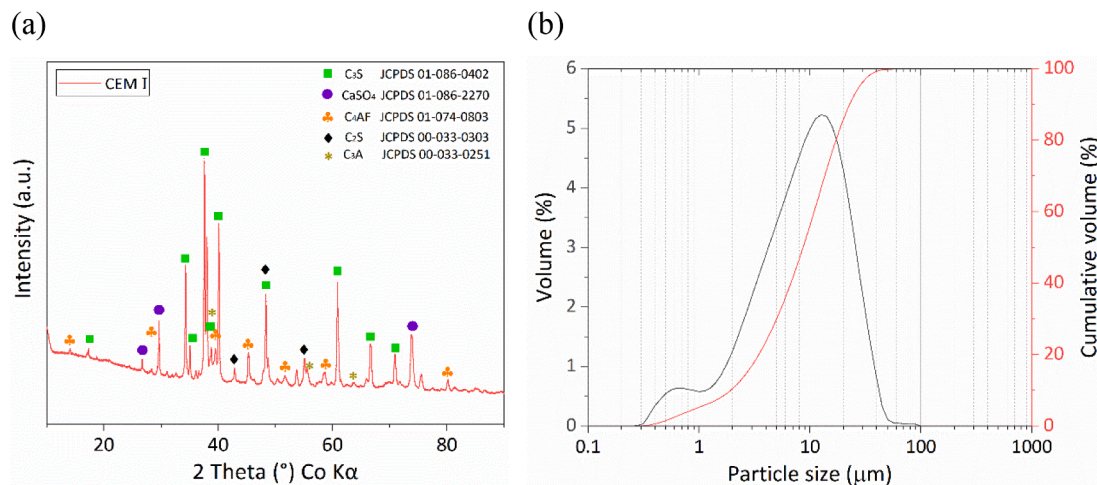 (a)
CEM I
C₃S JCPDS 01-086-0402
CaSO₄ JCPDS 01-086-2270
C₄AF JCPDS 01-074-0803
C₂S JCPDS 00-033-0303
C₃A JCPDS 00-033-0251
Intensity (a.u.)
20 40 60 80
2 Theta (°) Co Kα
(b)
6
5
4
3
2
1
0
Volume (%)
100
80
60
40
20
0
Cumulative volume (%)
0.1 1 10 100 1000
Particle size (μm)